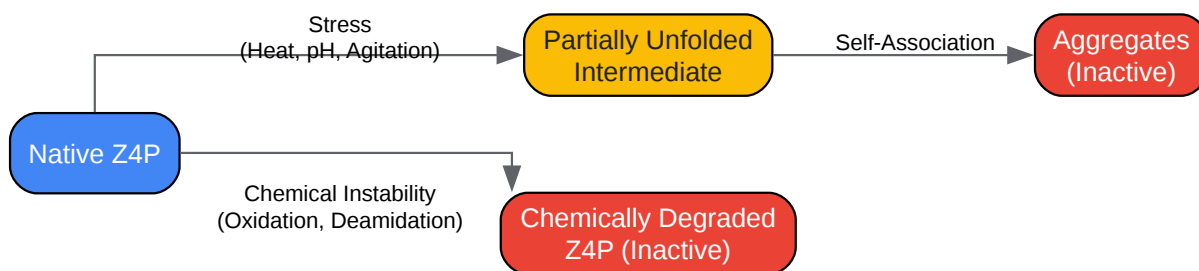 Stress
(Heat, pH, Agitation)
Partially Unfolded
Intermediate
Self-Association
Aggregates
(Inactive)
Native Z4P
Chemical Instability
(Oxidation, Deamidation)
Chemically Degraded
Z4P (Inactive)